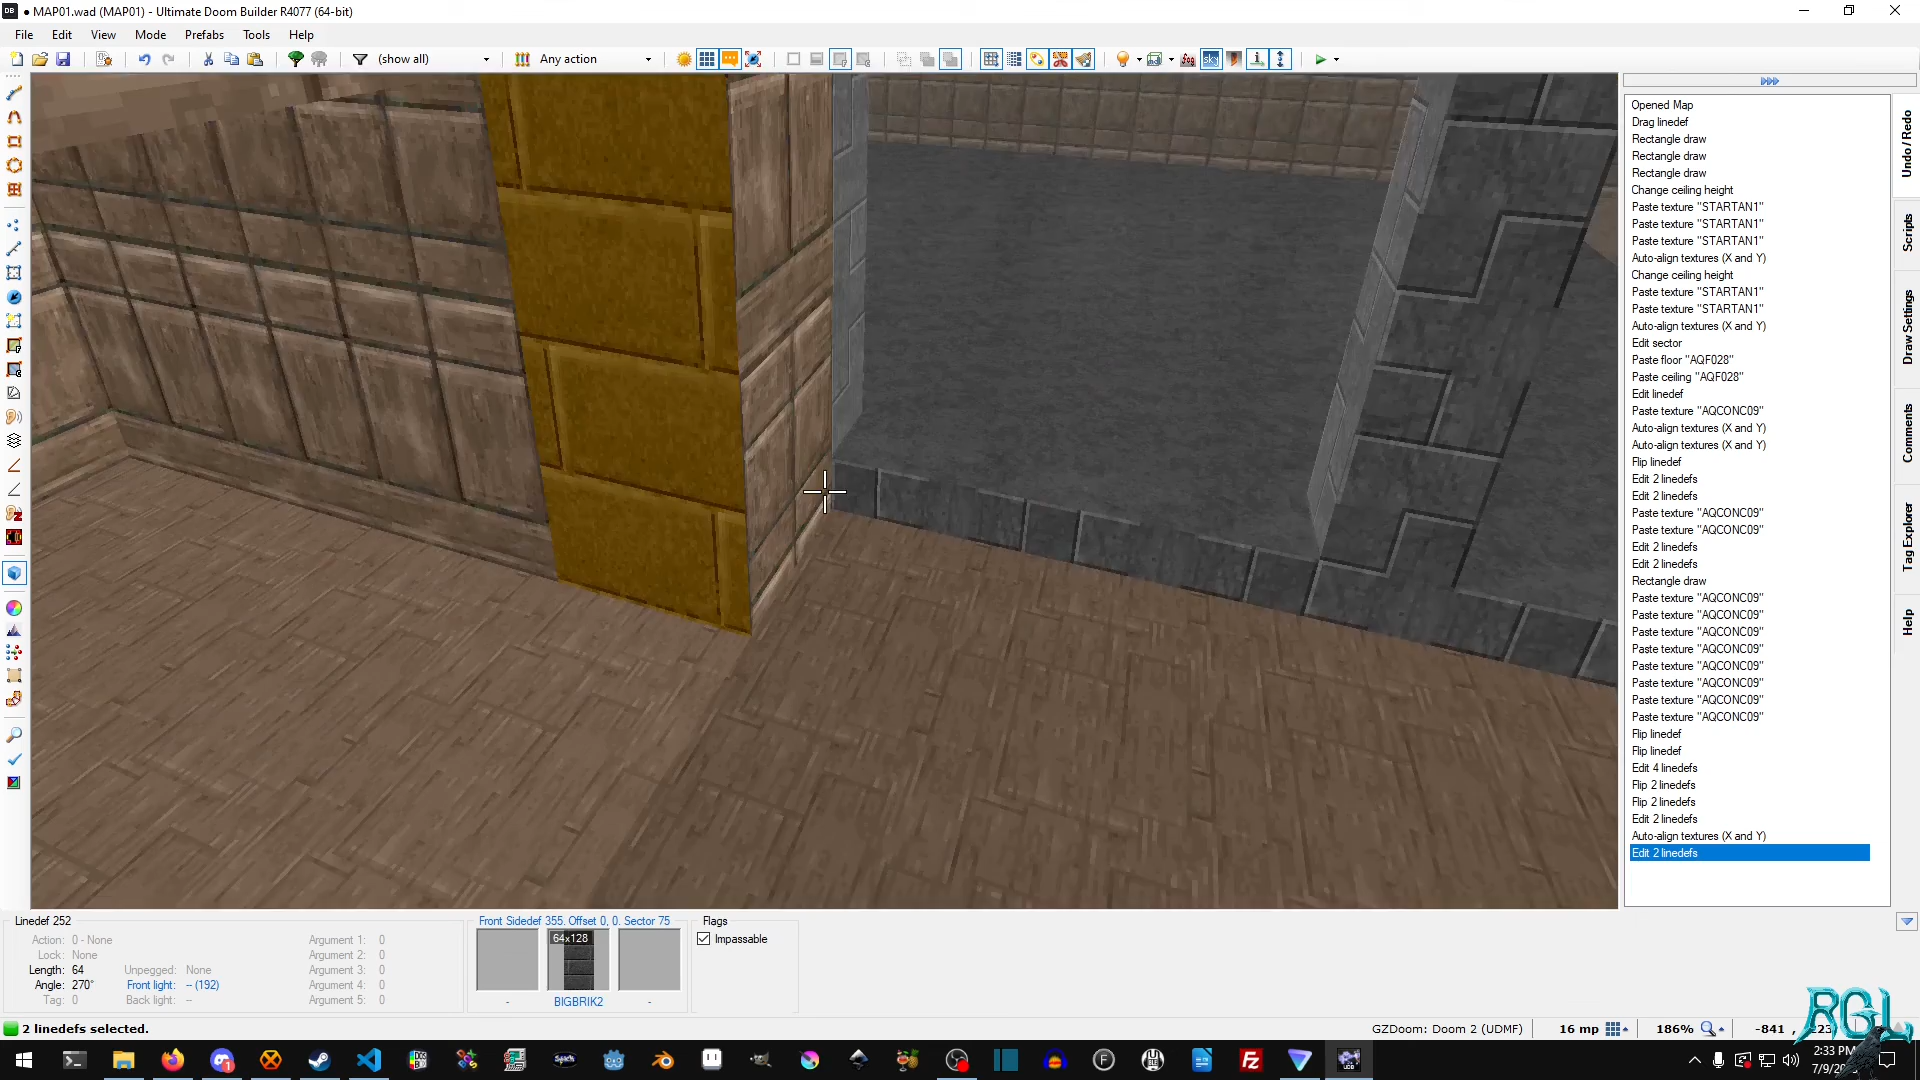 DB
• MAP01.wad (MAP01) - Ultimate Doom Builder R4077 (64-bit)
File Edit View Mode Prefabs Tools Help
(show all) Any action
Opened Map
Drag linedef
Rectangle draw
Rectangle draw
Rectangle draw
Change ceiling height
Paste texture "STARTAN1"
Paste texture "STARTAN1"
Paste texture "STARTAN1"
Auto-align textures (X and Y)
Change ceiling height
Paste texture "STARTAN1"
Paste texture "STARTAN1"
Auto-align textures (X and Y)
Edit sector
Paste floor "AQF028"
Paste ceiling "AQF028"
Edit linedef
Paste texture "AQCONC09"
Auto-align textures (X and Y)
Auto-align textures (X and Y)
Flip linedef
Edit 2 linedefs
Edit 2 linedefs
Paste texture "AQCONC09"
Paste texture "AQCONC09"
Edit 2 linedefs
Edit 2 linedefs
Rectangle draw
Paste texture "AQCONC09"
Paste texture "AQCONC09"
Paste texture "AQCONC09"
Paste texture "AQCONC09"
Paste texture "AQCONC09"
Paste texture "AQCONC09"
Paste texture "AQCONC09"
Paste texture "AQCONC09"
Flip linedef
Flip linedef
Edit 4 linedefs
Flip 2 linedefs
Flip 2 linedefs
Edit 2 linedefs
Auto-align textures (X and Y)
Edit 2 linedefs
Undo / Redo
Scripts
Draw Settings
Comments
Tag Explorer
Help
Linedef 252
Action: 0 - None Argument 1: 0
Lock: None Argument 2: 0
Length: 64 Unpegged: None Argument 3: 0
Angle: 270° Front light: -- (192) Argument 4: 0
Tag: 0 Back light: -- Argument 5: 0
Front Sidedef 355. Offset 0, 0. Sector 75
64x128
- BIGBRIK2 -
Flags
Impassable
2 linedefs selected.
GZDoom: Doom 2 (UDMF) 16 mp 186% -841 ,
RGL
2:33 PM